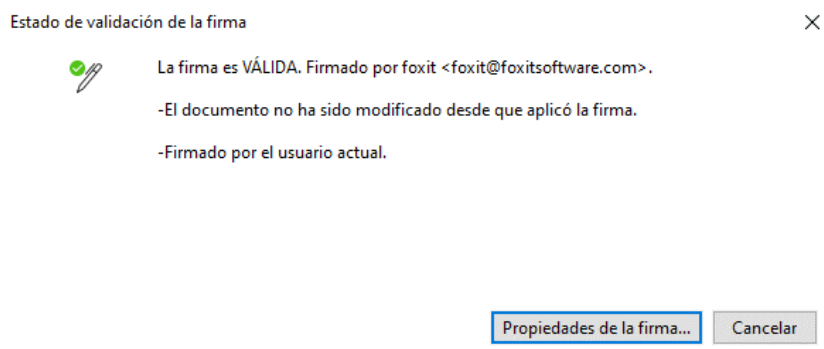 Estado de validación de la firma
La firma es VÁLIDA. Firmado por foxit <foxit@foxitsoftware.com>.
-El documento no ha sido modificado desde que aplicó la firma.
-Firmado por el usuario actual.
Propiedades de la firma... Cancelar